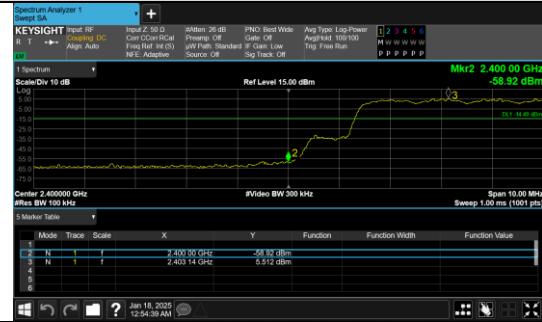 Spectrum Analyzer 1
Swept SA
+
KEYSIGHT Input: RF Input Z: 50 Ω #Atten: 26 dB PNO: Best Wide Avg Type: Log-Power 1 2 3 4 5 6
R T Coupling: DC Corr CCorr RCal Preamp: Off Gate: Off Avg|Hold: 100/100 M W W W W W
Align: Auto Freq Ref: Int (S) µW Path: Standard IF Gain: Low Trig: Free Run
NFE: Adaptive Source: Off Sig Track: Off P P P P P P
1 Spectrum
Mkr2 2.400 00 GHz
Scale/Div 10 dB Ref Level 15.00 dBm -58.92 dBm
Log
5.00
-5.00
-15.0
DL1 -14.49 dBm
-25.0
-35.0
-45.0
-55.0
-65.0
-75.0
2
3
Center 2.400000 GHz #Video BW 300 kHz Span 10.00 MHz
#Res BW 100 kHz Sweep 1.00 ms (1001 pts)
5 Marker Table
Mode Trace Scale X Y Function Function Width Function Value
1
2 N 1 f 2.400 00 GHz -58.92 dBm
3 N 1 f 2.403 14 GHz 5.512 dBm
4
5
6
? Jan 18, 2025
12:54:39 AM